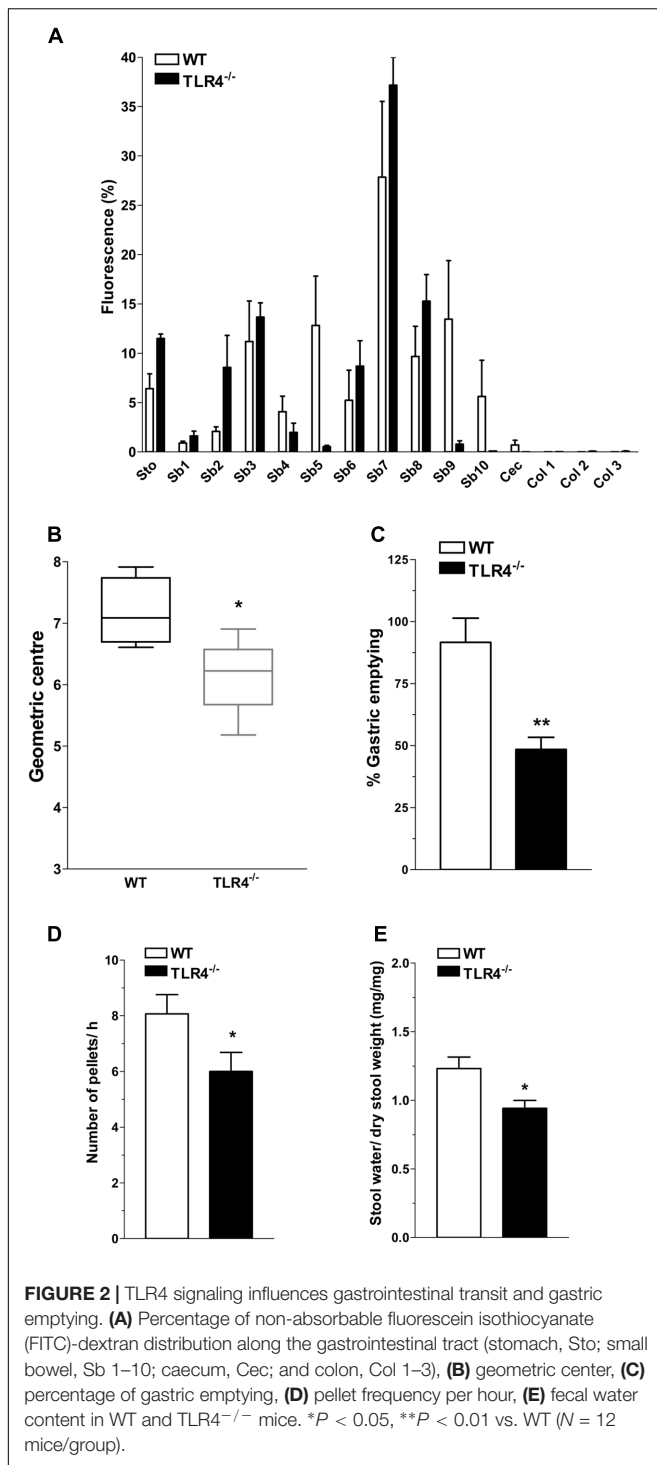 A
WT
TLR4-/-
Fluorescence (%)
40
35
30
25
20
15
10
5
0
Sto
Sb1
Sb2
Sb3
Sb4
Sb5
Sb6
Sb7
Sb8
Sb9
Sb10
Cec
Col 1
Col 2
Col 3
B
Geometric centre
8
7
6
5
4
3
*
WT
TLR4-/-
C
WT
TLR4-/-
% Gastric emptying
125
100
75
50
25
0
**
D
WT
TLR4-/-
Number of pellets/ h
10
8
6
4
2
0
*
E
WT
TLR4-/-
Stool water/ dry stool weight (mg/mg)
2.0
1.5
1.0
0.5
0.0
*
FIGURE 2 | TLR4 signaling influences gastrointestinal transit and gastric
emptying. (A) Percentage of non-absorbable fluorescein isothiocyanate
(FITC)-dextran distribution along the gastrointestinal tract (stomach, Sto; small
bowel, Sb 1–10; caecum, Cec; and colon, Col 1–3), (B) geometric center, (C)
percentage of gastric emptying, (D) pellet frequency per hour, (E) fecal water
content in WT and TLR4−/− mice. *P < 0.05, **P < 0.01 vs. WT (N = 12
mice/group).